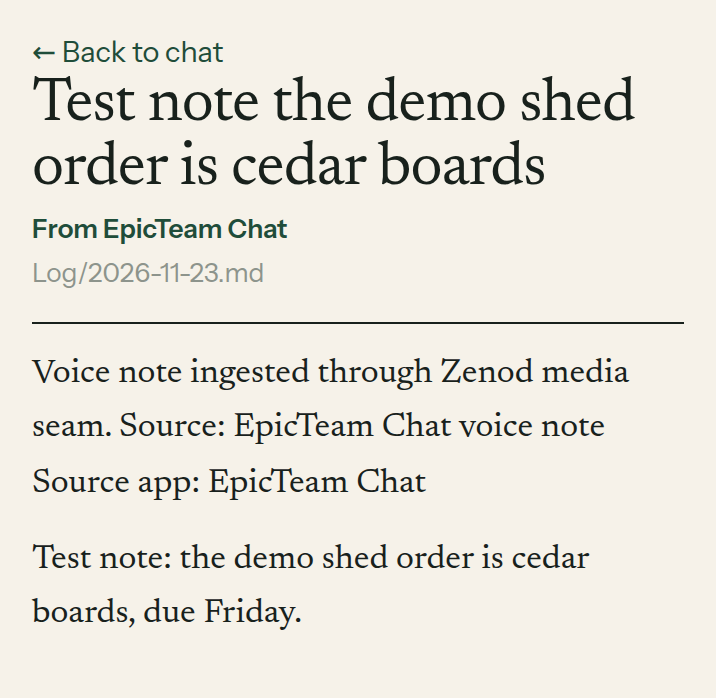 ← Back to chat
Test note the demo shed
order is cedar boards
From EpicTeam Chat
Log/2026-11-23.md
Voice note ingested through Zenod media
seam. Source: EpicTeam Chat voice note
Source app: EpicTeam Chat
Test note: the demo shed order is cedar
boards, due Friday.